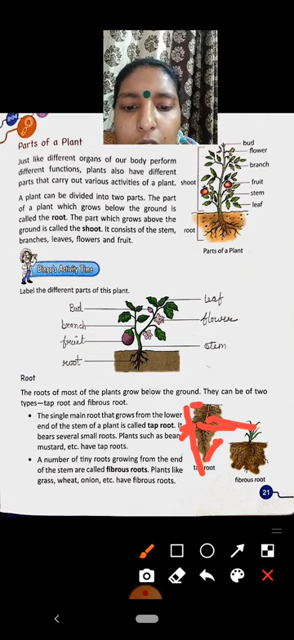 Parts of a Plant
Just like different organs of our body perform
different functions, plants also have different
parts that carry out various activities of a plant.
A plant can be divided into two parts. The part
of a plant which grows below the ground is
called the root. The part which grows above the
ground is called the shoot. It consists of the stem,
branches, leaves, flowers and fruit.
bud
flower
branch
shoot
fruit
stem
leaf
root
Parts of a Plant
Activity Time
Label the different parts of this plant.
Bud
branch
fruit
root
leaf
flower
stem
Root
The roots of most of the plants grow below the ground. They can be of two
types—tap root and fibrous root.
• The single main root that grows from the lower
end of the stem of a plant is called tap root. It
bears several small roots. Plants such as bean,
mustard, etc. have tap roots.
• A number of tiny roots growing from the end
of the stem are called fibrous roots. Plants like
grass, wheat, onion, etc. have fibrous roots.
tap root
fibrous root
21